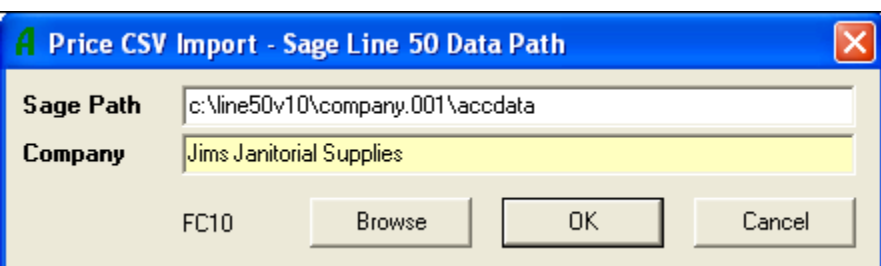 A Price CSV Import - Sage Line 50 Data Path
Sage Path c:\line50v10\company.001\accdata
Company Jims Janitorial Supplies
FC10 Browse OK Cancel